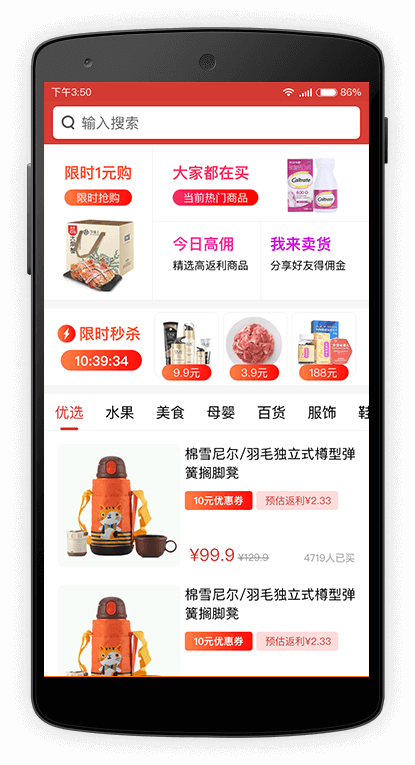 下午3:50
86%
输入搜索
限时1元购
限时抢购
大家都在买
当前热门商品
Caltrate
600·D
Caltrate
今日高佣
精选高返利商品
我来卖货
分享好友得佣金
限时秒杀
10:39:34
9.9元
3.9元
188元
优选
水果
美食
母婴
百货
服饰
鞋
棉雪尼尔/羽毛独立式樽型弹
簧搁脚凳
10元优惠券
预估返利¥2.33
¥99.9
¥129.9
4719人已买
棉雪尼尔/羽毛独立式樽型弹
簧搁脚凳
10元优惠券
预估返利¥2.33